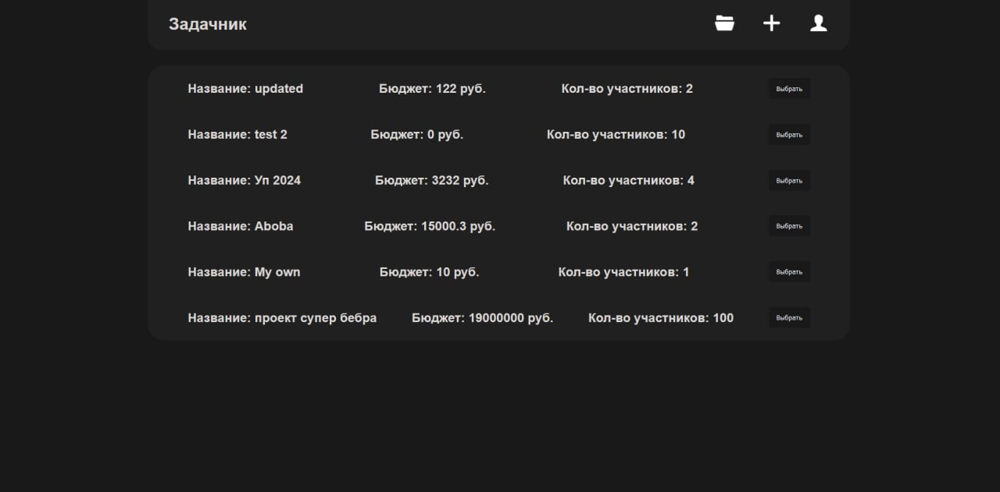 Задачник
Название: updated Бюджет: 122 руб. Кол-во участников: 2 Выбрать
Название: test 2 Бюджет: 0 руб. Кол-во участников: 10 Выбрать
Название: Уп 2024 Бюджет: 3232 руб. Кол-во участников: 4 Выбрать
Название: Aboba Бюджет: 15000.3 руб. Кол-во участников: 2 Выбрать
Название: My own Бюджет: 10 руб. Кол-во участников: 1 Выбрать
Название: проект супер бебра Бюджет: 19000000 руб. Кол-во участников: 100 Выбрать